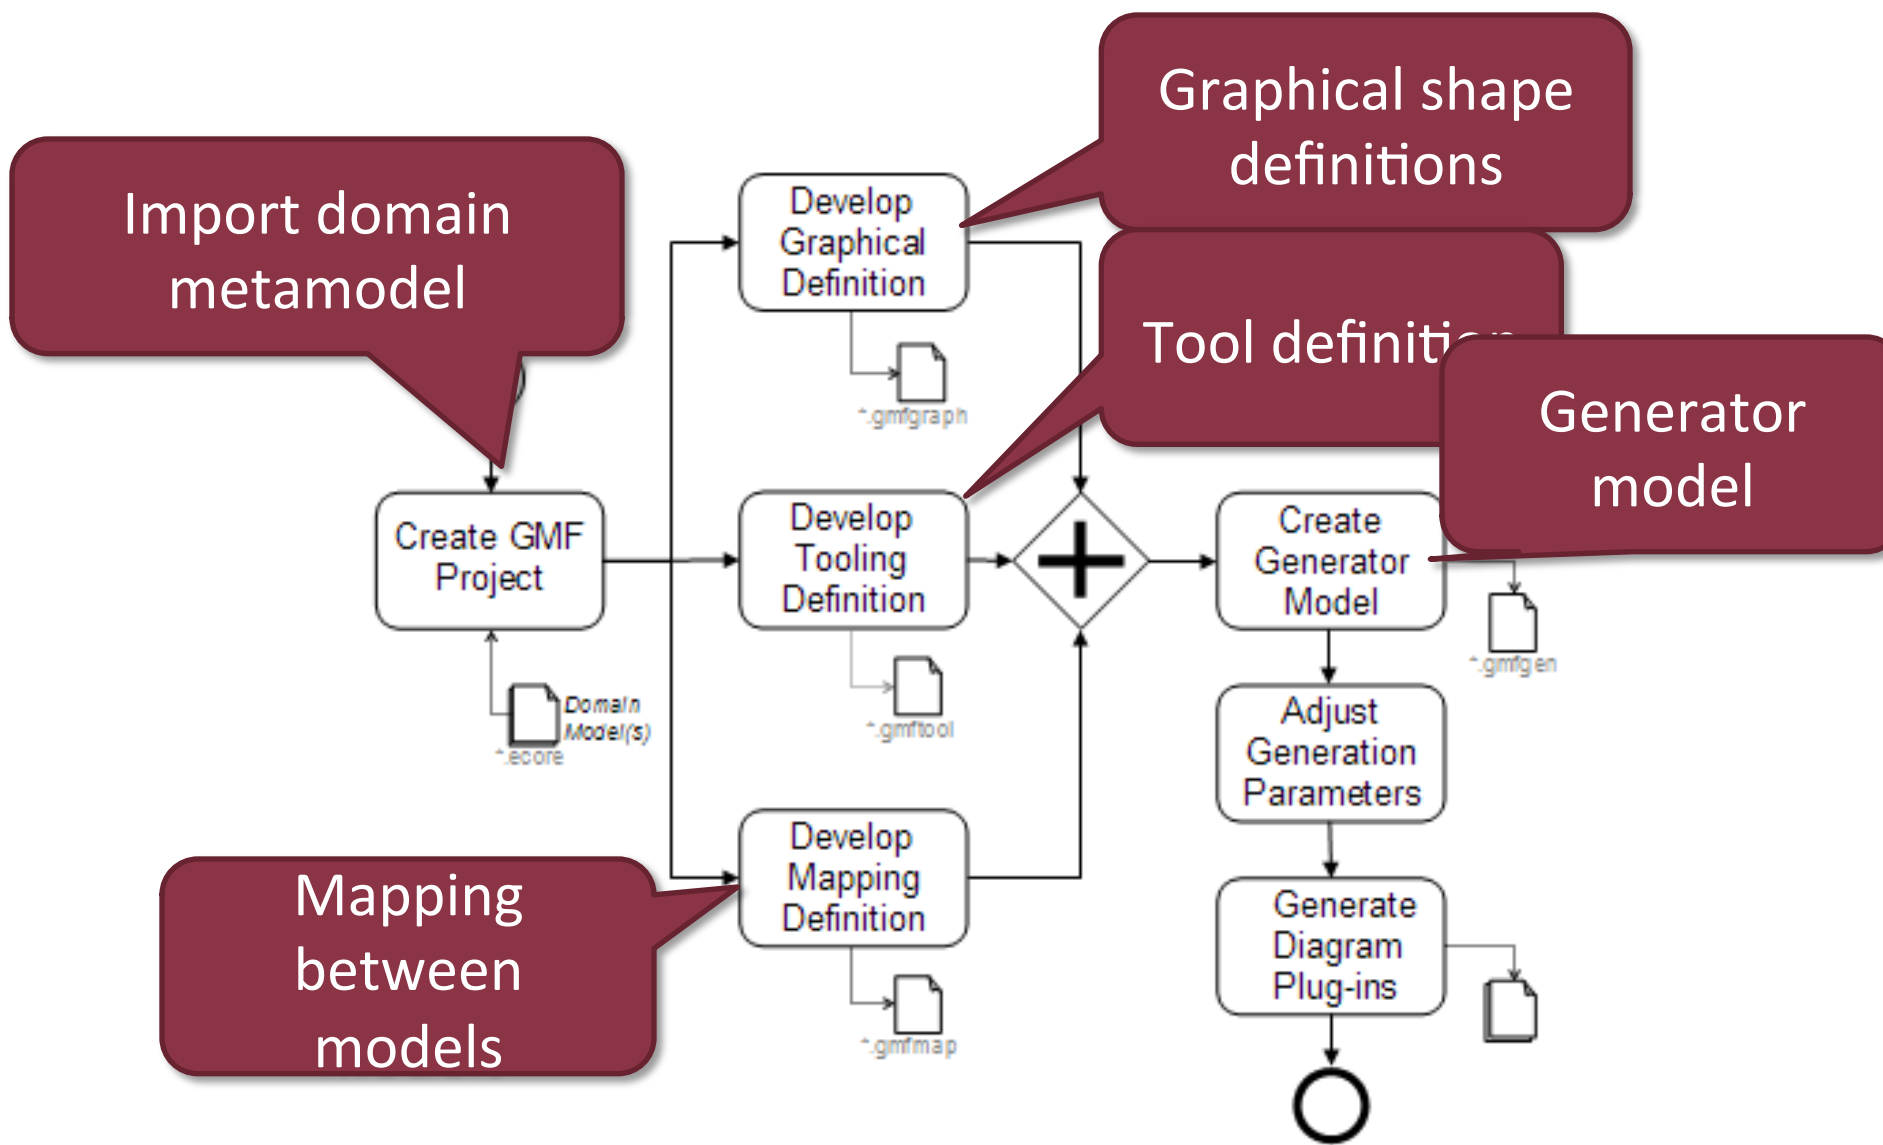 Graphical shape
definitions
Import domain
metamodel
Develop
Graphical
Definition
Tool definition
*.gmfgraph
Generator
model
Create GMF
Project
Develop
Tooling
Definition
Create
Generator
Model
*.gmfgen
Domain
Model(s)
*.ecore
*.gmftool
Adjust
Generation
Parameters
Develop
Mapping
Definition
Mapping
between
models
Generate
Diagram
Plug-ins
*.gmfmap